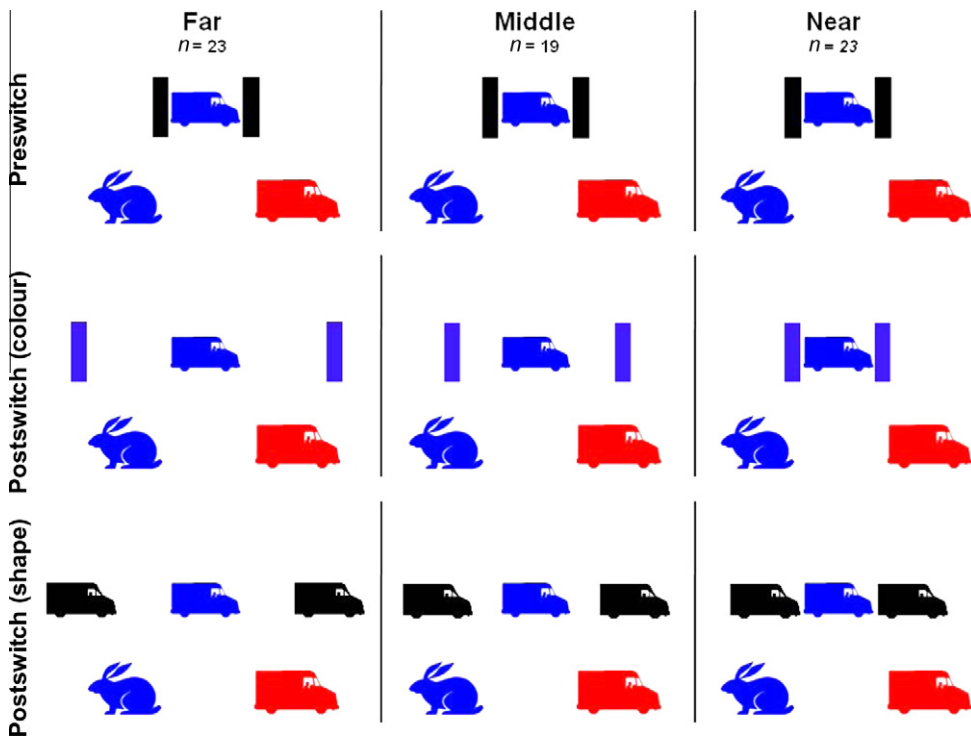 Far
n = 23
Middle
n = 19
Near
n = 23
Preswitch
Postswitch (colour)
Postswitch (shape)